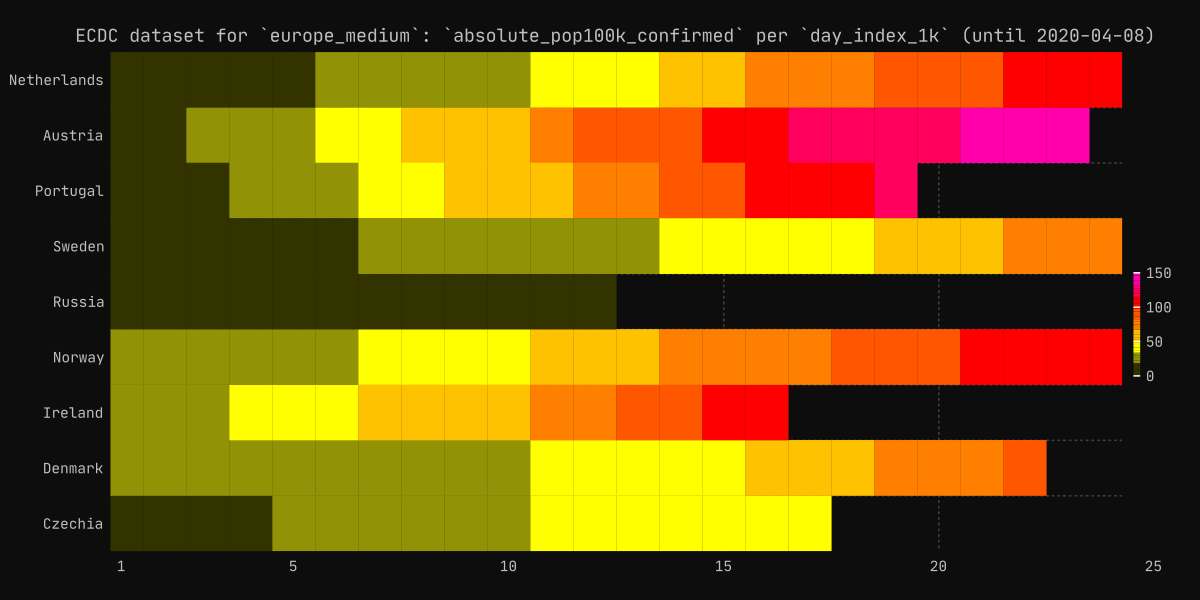 ECDC dataset for `europe_medium`: `absolute_pop100k_confirmed` per `day_index_1k` (until 2020-04-08)
Netherlands
Austria
Portugal
Sweden
Russia
Norway
Ireland
Denmark
Czechia
150
100
50
0
1 5 10 15 20 25